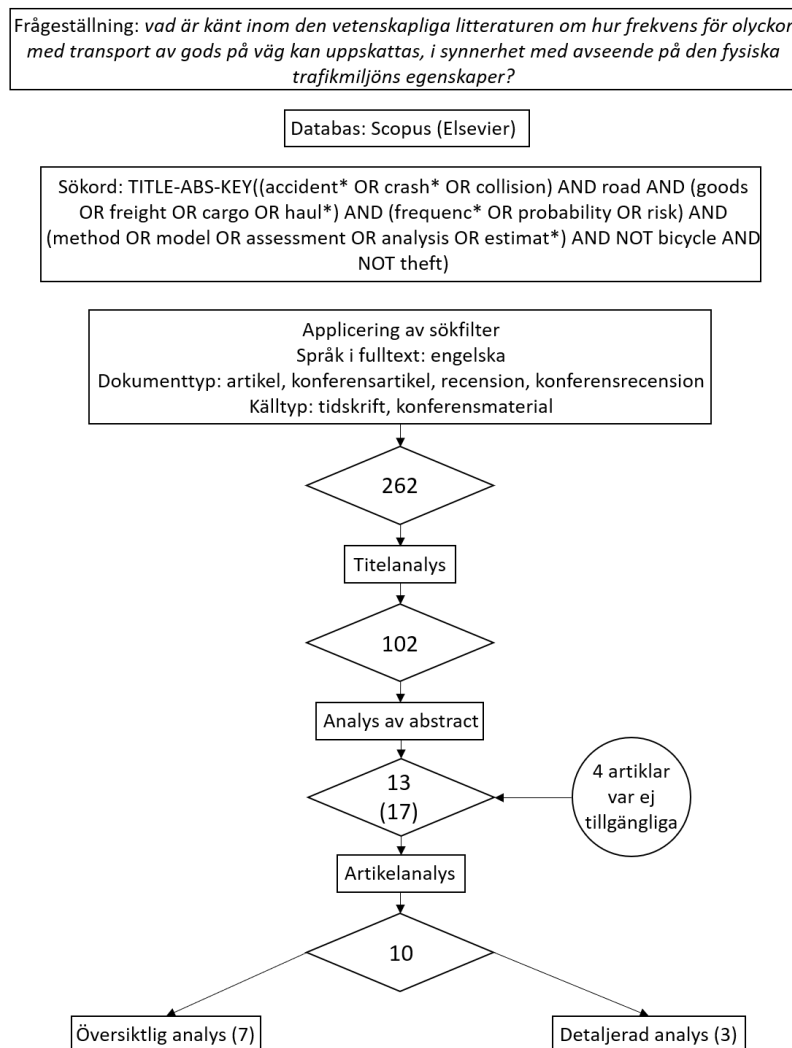 Frågeställning: vad är känt inom den vetenskapliga litteraturen om hur frekvens för olyckor
med transport av gods på väg kan uppskattas, i synnerhet med avseende på den fysiska
trafikmiljöns egenskaper?
Databas: Scopus (Elsevier)
Sökord: TITLE-ABS-KEY((accident* OR crash* OR collision) AND road AND (goods
OR freight OR cargo OR haul*) AND (frequenc* OR probability OR risk) AND
(method OR model OR assessment OR analysis OR estimat*) AND NOT bicycle AND
NOT theft)
Applicering av sökfilter
Språk i fulltext: engelska
Dokumenttyp: artikel, konferensartikel, recension, konferensrecension
Källtyp: tidskrift, konferensmaterial
262
Titelanalys
102
Analys av abstract
13
(17)
4 artiklar
var ej
tillgängliga
Artikelanalys
10
Översiktlig analys (7)
Detaljerad analys (3)